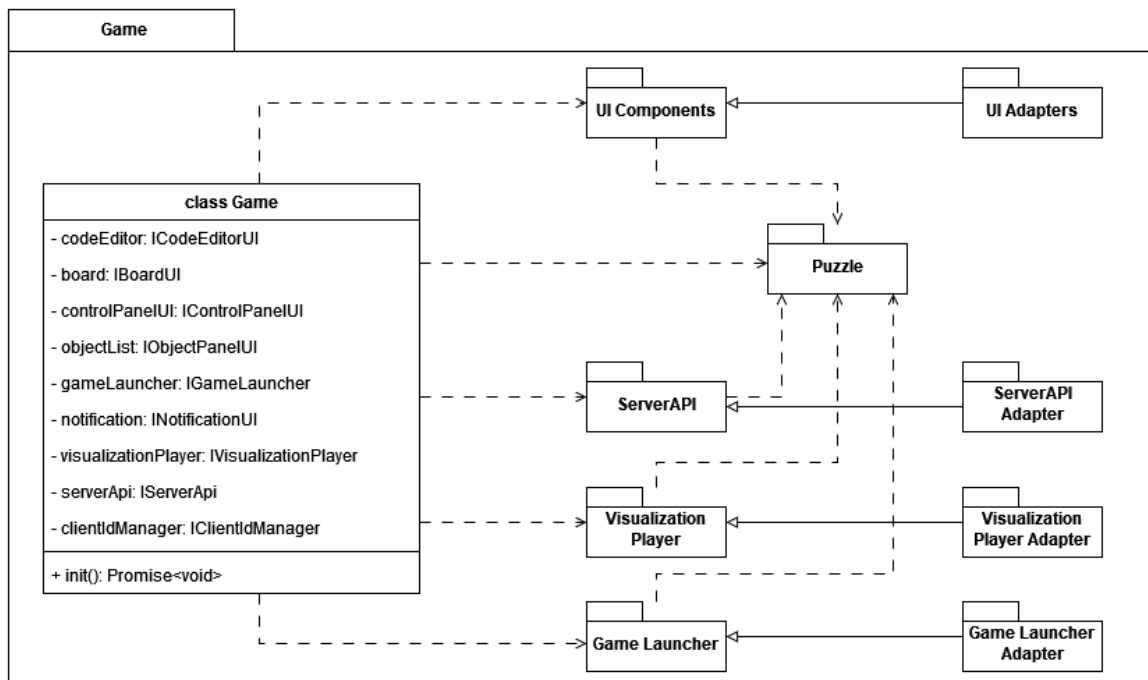 Game
UI Components
UI Adapters
class Game
- codeEditor: ICodeEditorUI
- board: IBoardUI
- controlPanelUI: IControlPanelUI
- objectList: IObjectPanelUI
- gameLauncher: IGameLauncher
- notification: INotificationUI
- visualizationPlayer: IVisualizationPlayer
- serverApi: IServerApi
- clientIdManager: IClientIdManager
+ init(): Promise<void>
Puzzle
ServerAPI
ServerAPI
Adapter
Visualization
Player
Visualization
Player Adapter
Game Launcher
Game Launcher
Adapter